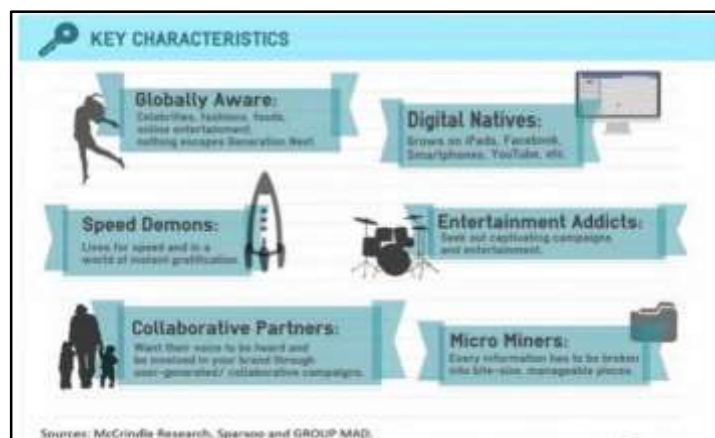 KEY CHARACTERISTICS
Globally Aware:
Celebrities, fashions, foods,
online entertainment,
nothing escapes Generation Next
Digital Natives:
Grown on iPads, Facebook,
Smartphones, YouTube, etc.
Speed Demons:
Lives for speed and in a
world of instant gratification
Entertainment Addicts:
Seek out captivating campaigns
and entertainment.
Collaborative Partners:
Want their voice to be heard and
be involved in your brand through
user-generated/ collaborative campaigns.
Micro Miners:
Every information has to be broken
into bite-size, manageable pieces
Sources: McCrindle Research, Sparxoo and GROUP MAD.